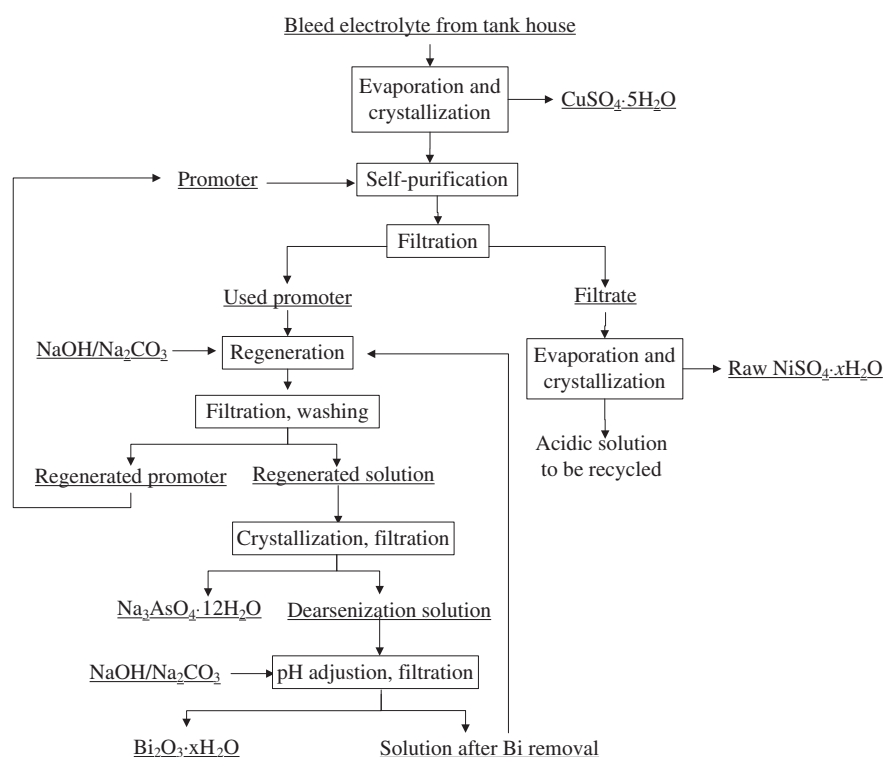 Bleed electrolyte from tank house
Evaporation and
crystallization
CuSO₄·5H₂O
Promoter
Self-purification
Filtration
Used promoter
Filtrate
NaOH/Na₂CO₃
Regeneration
Evaporation and
crystallization
Raw NiSO₄·xH₂O
Filtration, washing
Acidic solution
to be recycled
Regenerated promoter
Regenerated solution
Crystallization, filtration
Na₃AsO₄·12H₂O
Dearsenization solution
NaOH/Na₂CO₃
pH adjustion, filtration
Bi₂O₃·xH₂O
Solution after Bi removal